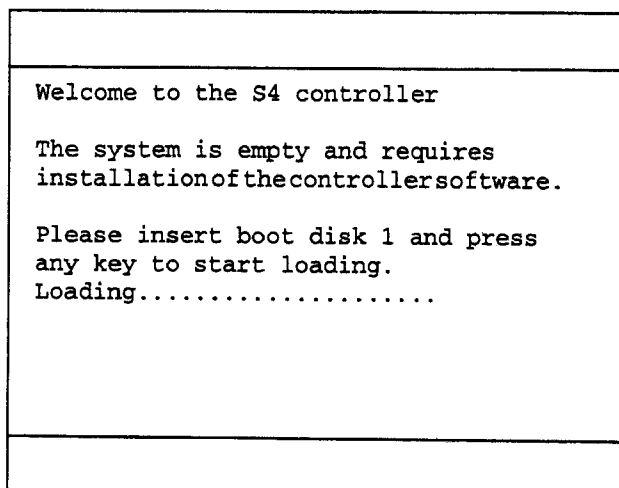 Welcome to the S4 controller
The system is empty and requires
installationofthecontrollersoftware.
Please insert boot disk 1 and press
any key to start loading.
Loading.....................